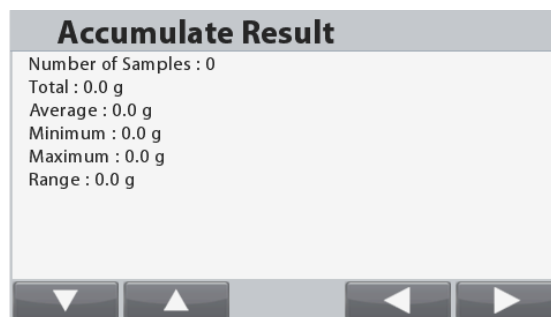 Accumulate Result
Number of Samples : 0
Total : 0.0 g
Average : 0.0 g
Minimum : 0.0 g
Maximum : 0.0 g
Range : 0.0 g